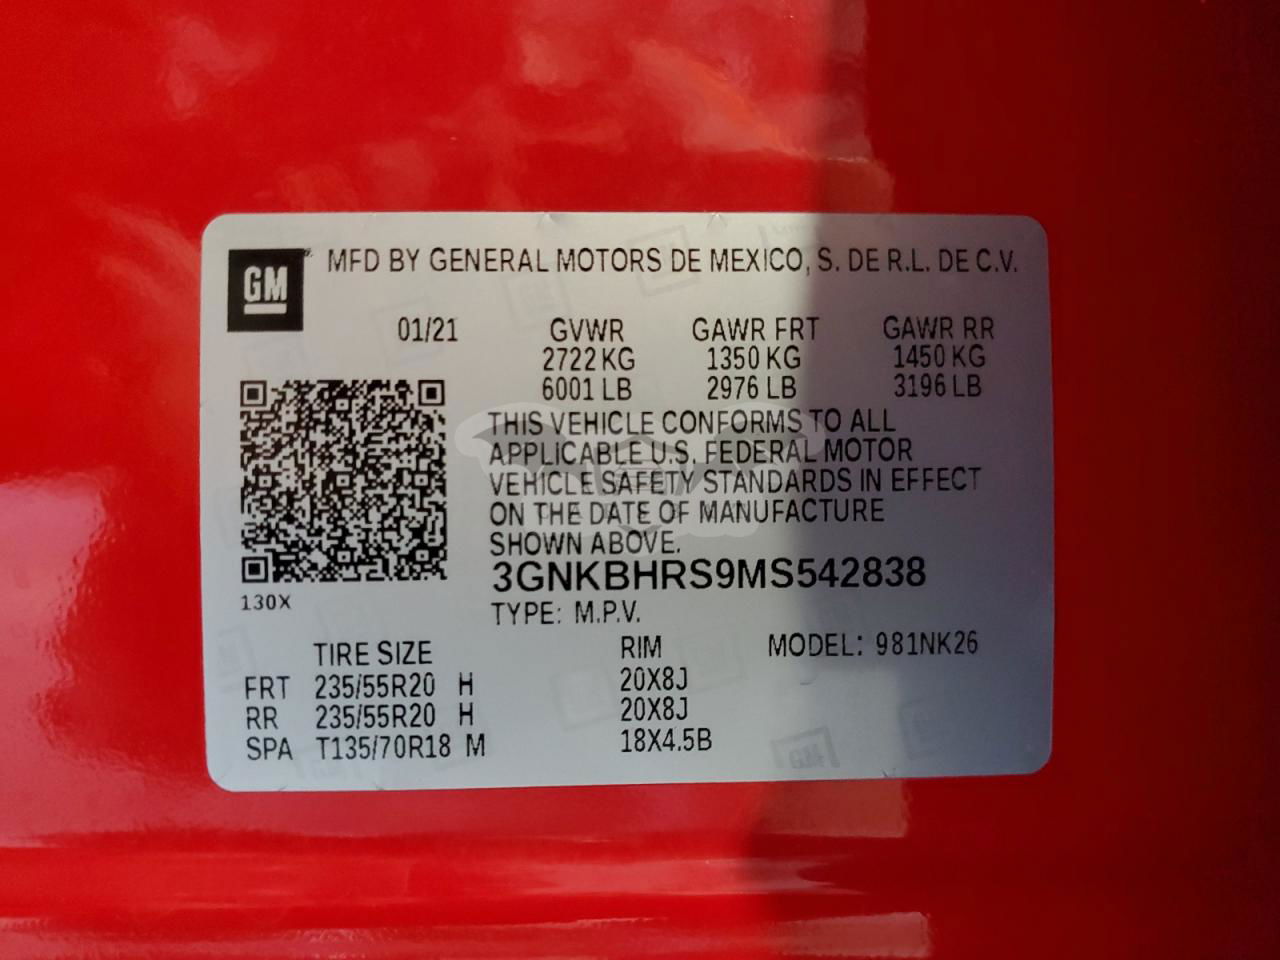 GM MFD BY GENERAL MOTORS DE MEXICO, S. DE R.L. DE C.V.
01/21 GVWR GAWR FRT GAWR RR
2722 KG 1350 KG 1450 KG
6001 LB 2976 LB 3196 LB
THIS VEHICLE CONFORMS TO ALL
APPLICABLE U.S. FEDERAL MOTOR
VEHICLE SAFETY STANDARDS IN EFFECT
ON THE DATE OF MANUFACTURE
SHOWN ABOVE.
3GNKBHRS9MS542838
130X
TYPE: M.P.V.
TIRE SIZE RIM MODEL: 981NK26
FRT 235/55R20 H 20X8J
RR 235/55R20 H 20X8J
SPA T135/70R18 M 18X4.5B